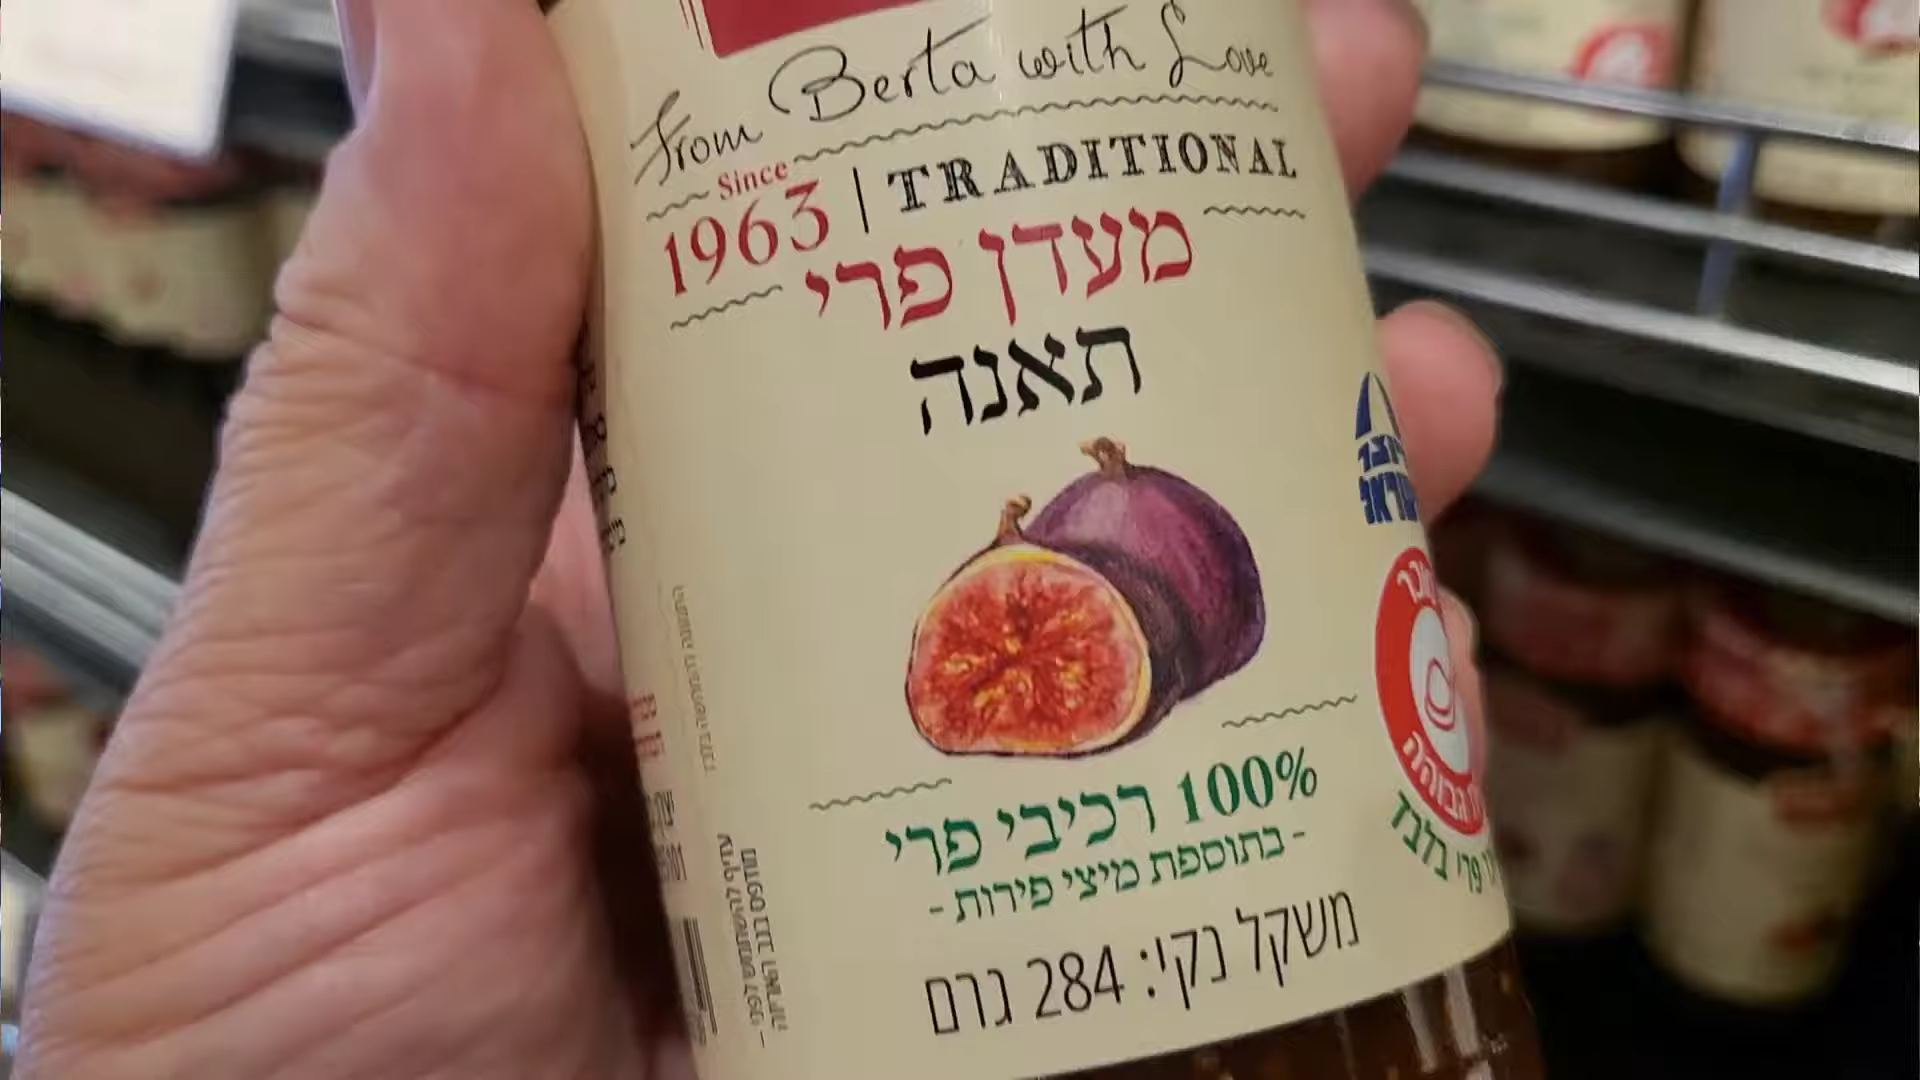 From Berta with Love
Since
1963 | TRADITIONAL
מעדן פרי
תאנה
100% רכיבי פרי
- בתוספת מיצי פירות -
משקל נקי: 284 גרם